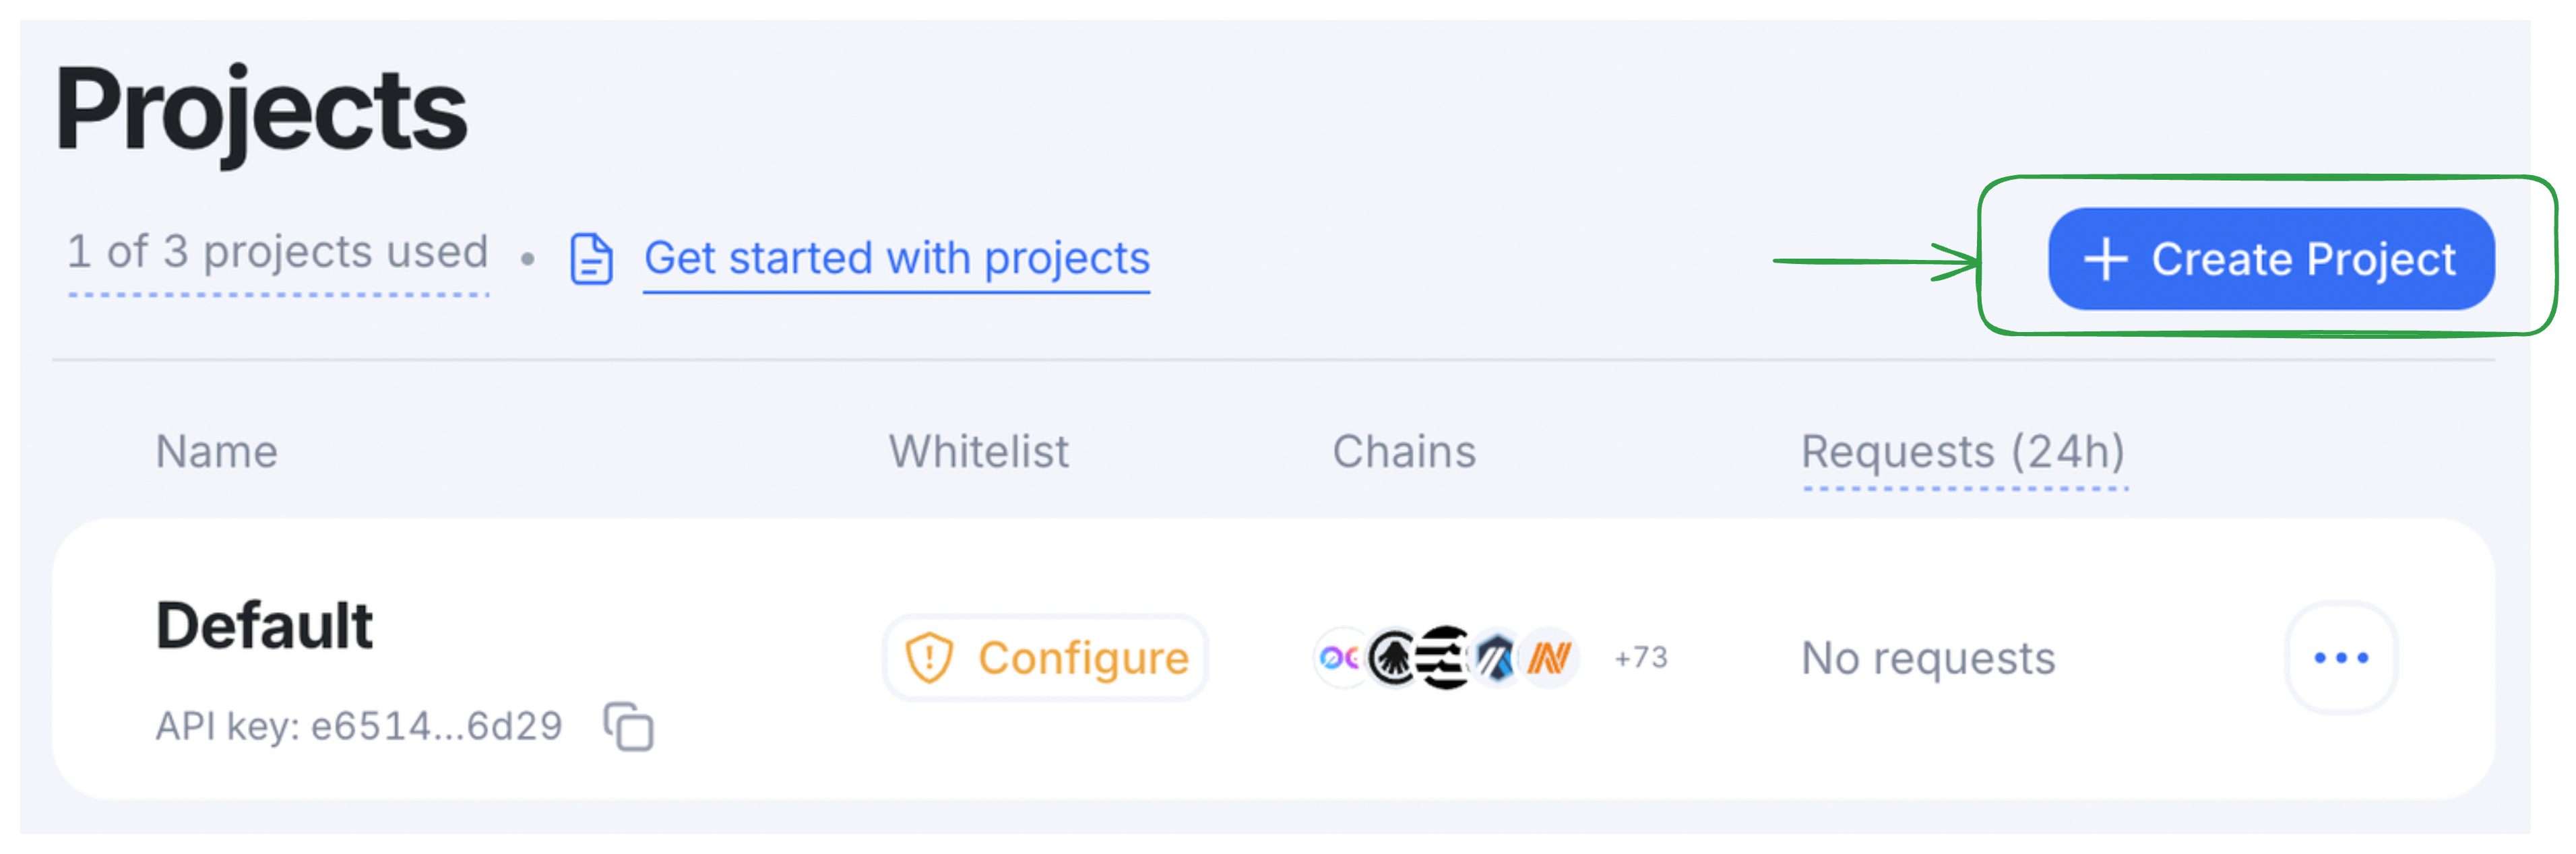 Projects
1 of 3 projects used • Get started with projects
+ Create Project
Name Whitelist Chains Requests (24h)
Default
API key: e6514...6d29
Configure
+73
No requests